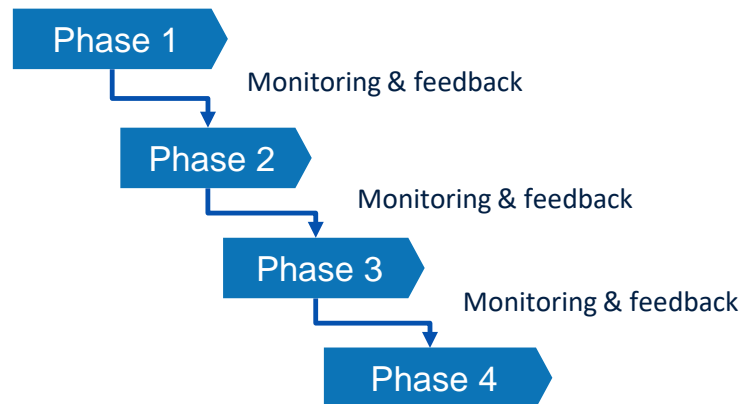 Phase 1
Monitoring & feedback
Phase 2
Monitoring & feedback
Phase 3
Monitoring & feedback
Phase 4